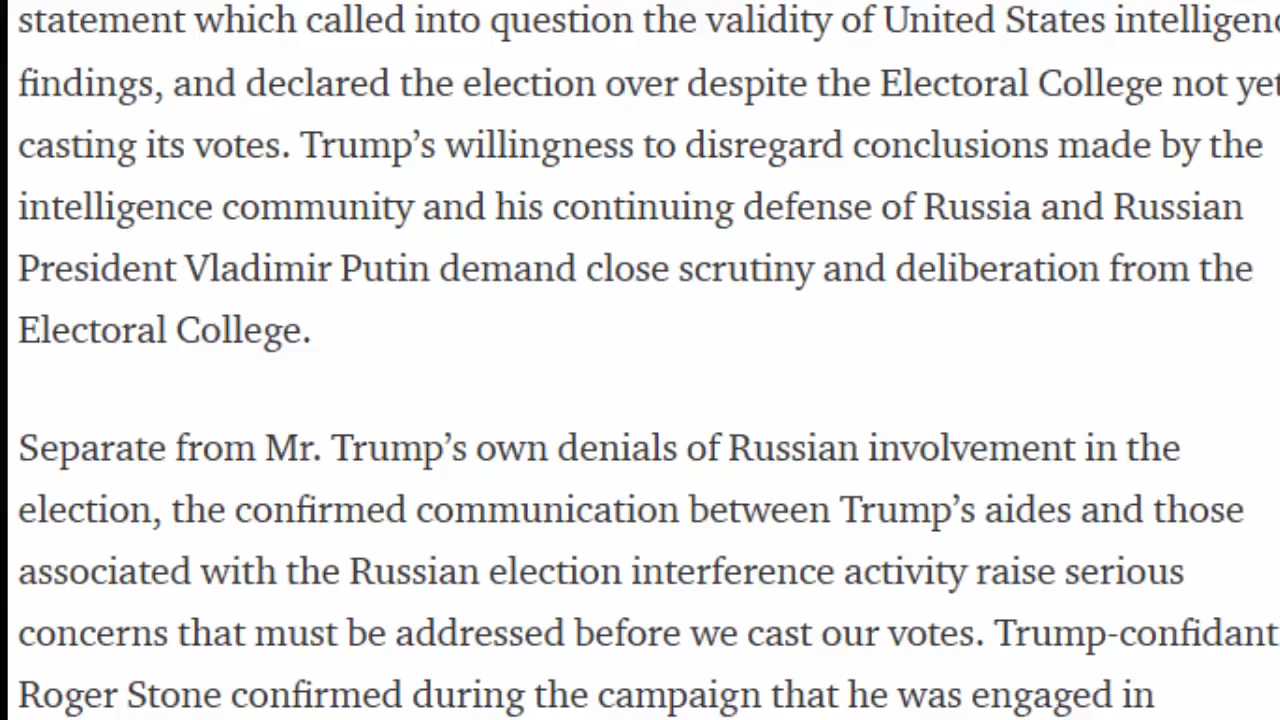 statement which called into question the validity of United States
findings, and declared the election over despite the Electoral College not yet
casting its votes. Trump’s willingness to disregard conclusions made by the
intelligence community and his continuing defense of Russia and Russian
President Vladimir Putin demand close scrutiny and deliberation from the
Electoral College.
Separate from Mr. Trump’s own denials of Russian involvement in the
election, the confirmed communication between Trump’s aides and those
associated with the Russian election interference activity raise serious
concerns that must be addressed before we cast our votes. Trump-confidant
Roger Stone confirmed during the campaign that he was engaged in